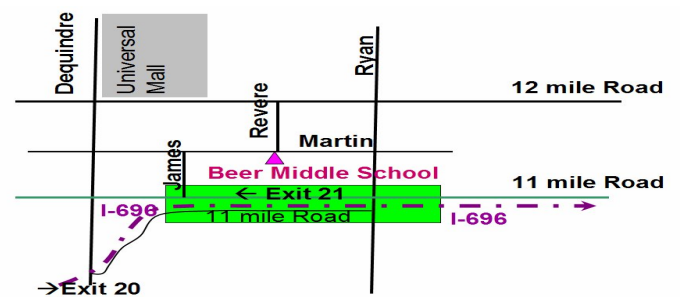 Dequindre
Universal
Mall
Ryan
12 mile Road
Revere
Martin
James
Beer Middle School
11 mile Road
← Exit 21
I-696
11 mile Road
I-696
→Exit 20